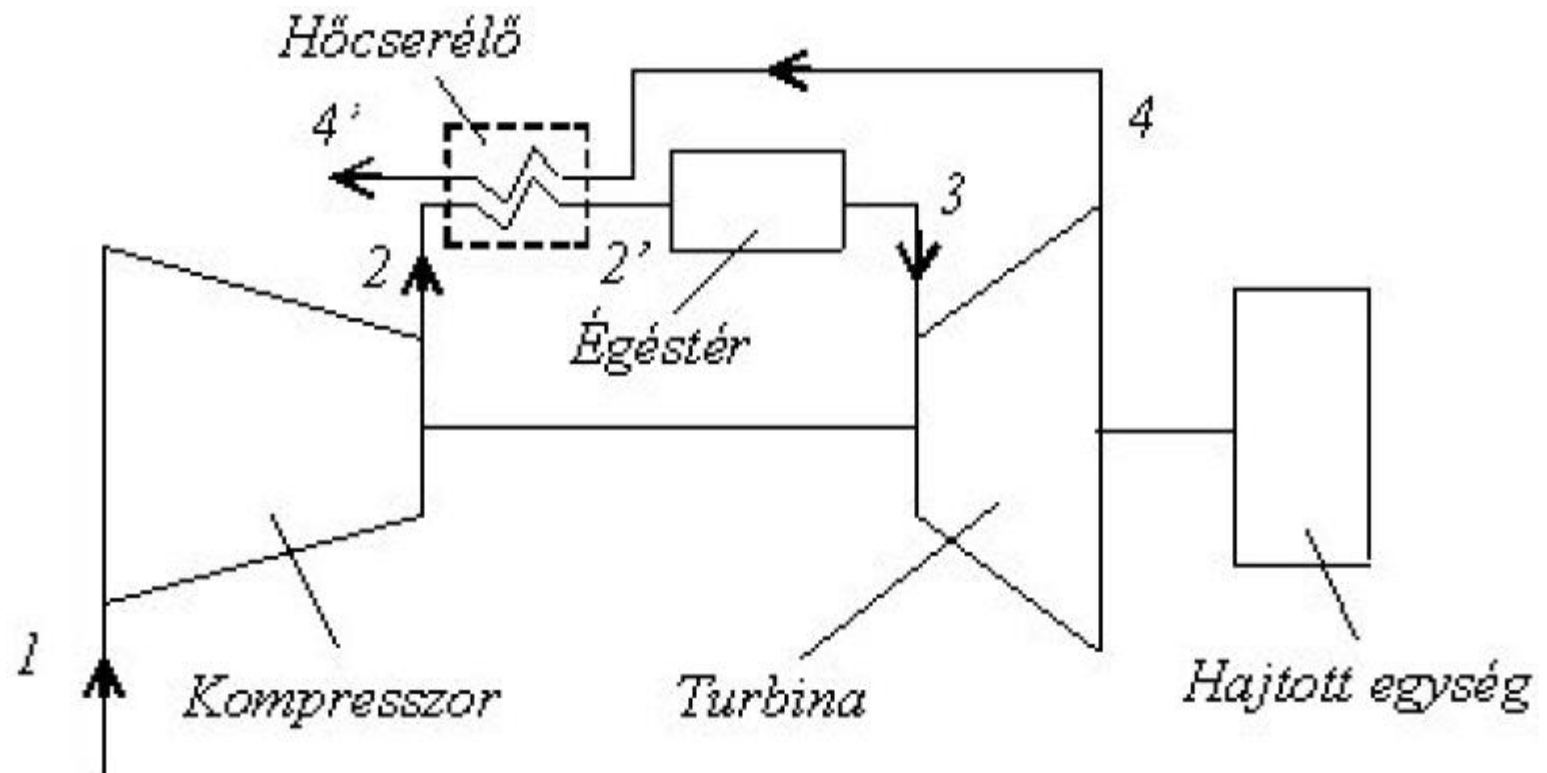 Hőcserélő
4'
4
3
2
2'
Égéstér
1
Kompresszor
Turbina
Hajtott egység